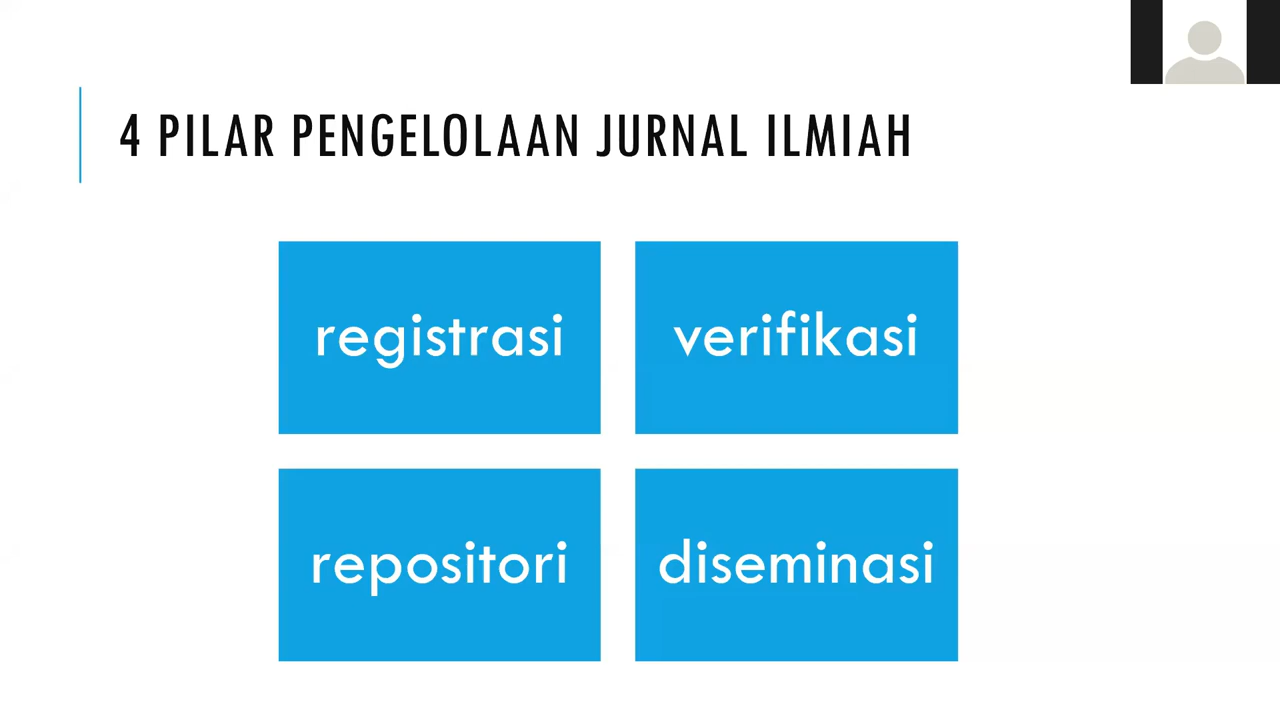 4 PILAR PENGELOLAAN JURNAL ILMIAH
registrasi
verifikasi
repositori
diseminasi